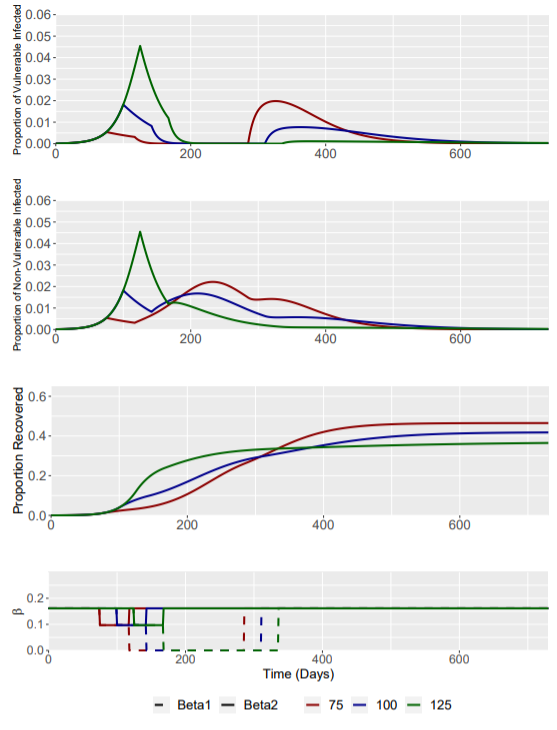 Proportion of Vulnerable Infected
0.06
0.05
0.04
0.03
0.02
0.01
0.00
0 200 400 600
Proportion of Non-Vulnerable Infected
0.06
0.05
0.04
0.03
0.02
0.01
0.00
0 200 400 600
Proportion Recovered
0.6
0.4
0.2
0.0
0 200 400 600
β
0.2
0.1
0.0
0 200 400 600
Time (Days)
Beta1 Beta2 75 100 125